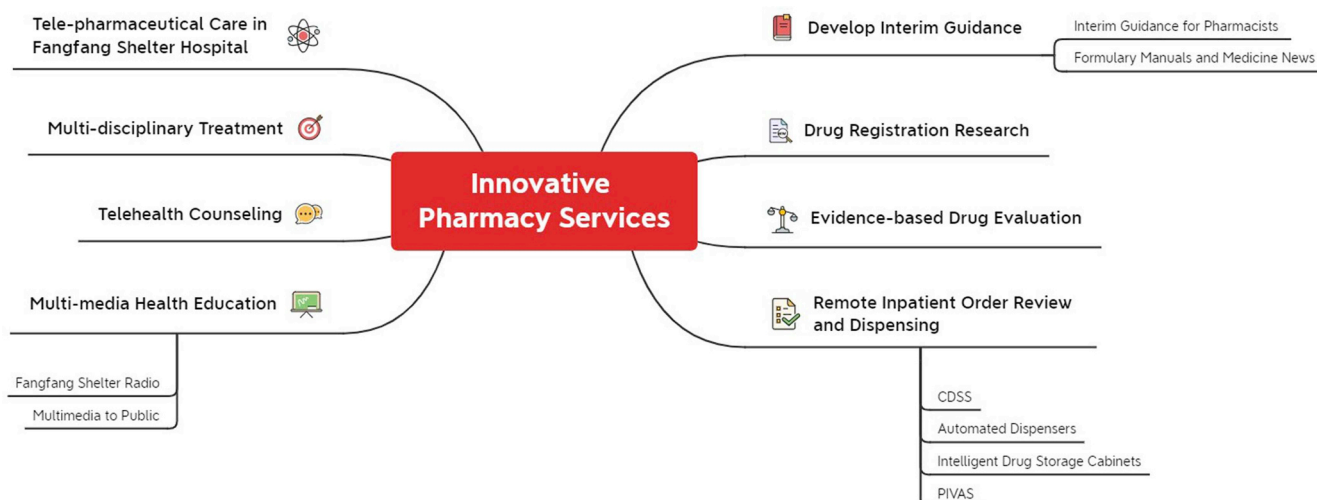 Tele-pharmaceutical Care in
Fangfang Shelter Hospital
Multi-disciplinary Treatment
Telehealth Counseling
Multi-media Health Education
Fangfang Shelter Radio
Multimedia to Public
Innovative
Pharmacy Services
Develop Interim Guidance
Interim Guidance for Pharmacists
Formulary Manuals and Medicine News
Drug Registration Research
Evidence-based Drug Evaluation
Remote Inpatient Order Review
and Dispensing
CDSS
Automated Dispensers
Intelligent Drug Storage Cabinets
PIVAS